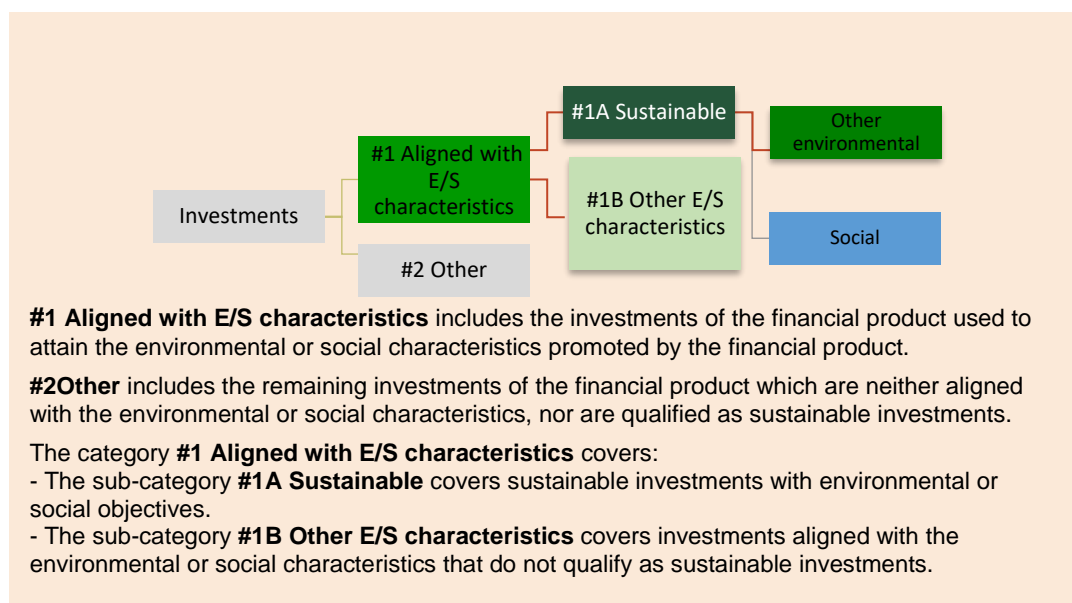 #1A Sustainable
Other
environmental
#1 Aligned with
E/S
characteristics
#1B Other E/S
characteristics
Investments
Social
#2 Other
#1 Aligned with E/S characteristics includes the investments of the financial product used to
attain the environmental or social characteristics promoted by the financial product.
#2Other includes the remaining investments of the financial product which are neither aligned
with the environmental or social characteristics, nor are qualified as sustainable investments.
The category #1 Aligned with E/S characteristics covers:
- The sub-category #1A Sustainable covers sustainable investments with environmental or
social objectives.
- The sub-category #1B Other E/S characteristics covers investments aligned with the
environmental or social characteristics that do not qualify as sustainable investments.